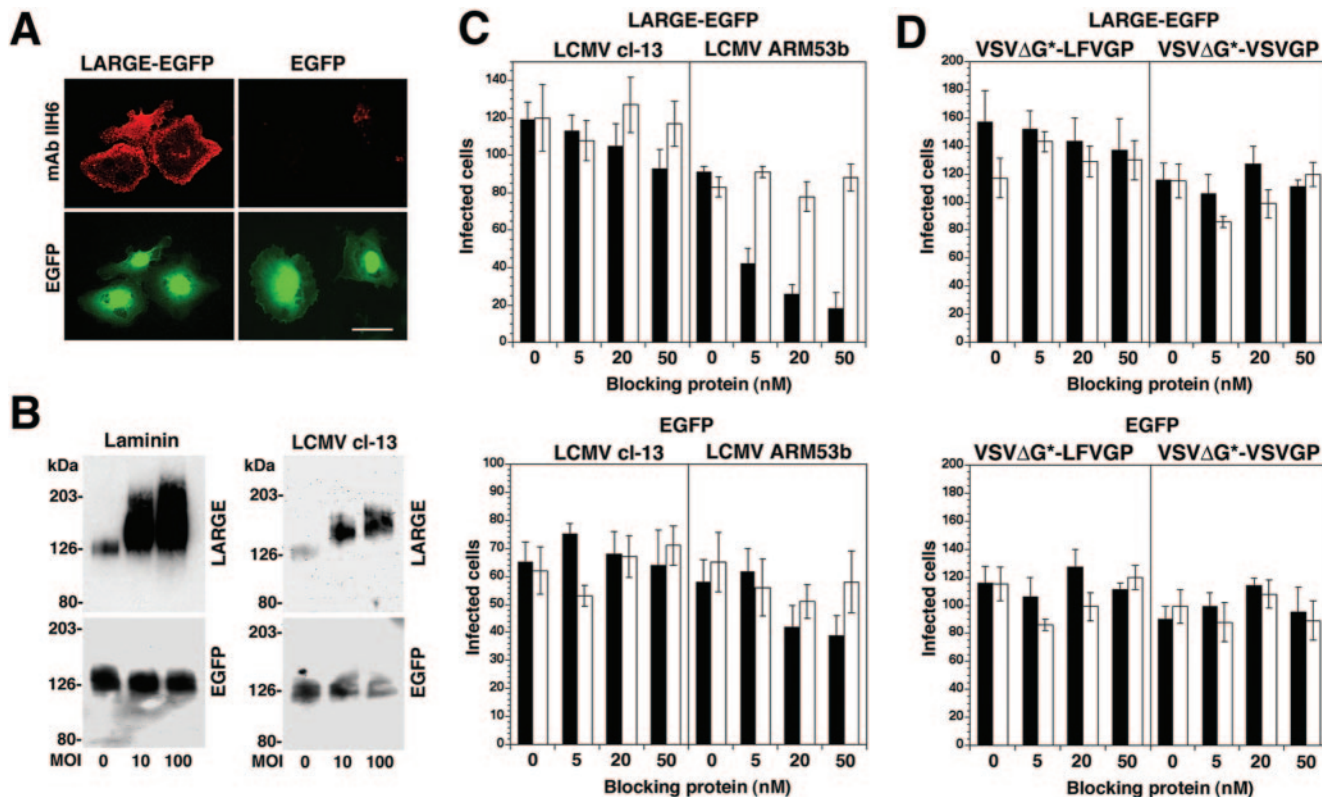 A
LARGE-EGFP EGFP
mAb IIH6
EGFP
B
Laminin LCMV cl-13
kDa kDa
203- 203-
126- 126-
80- 80-
LARGE LARGE
203- 203-
126- 126-
80- 80-
EGFP EGFP
MOI 0 10 100 MOI 0 10 100
C
LARGE-EGFP
LCMV cl-13 LCMV ARM53b
Infected cells
140
120
100
80
60
40
20
0
0 5 20 50 0 5 20 50
Blocking protein (nM)
EGFP
LCMV cl-13 LCMV ARM53b
Infected cells
100
90
80
70
60
50
40
30
20
10
0
0 5 20 50 0 5 20 50
Blocking protein (nM)
D
LARGE-EGFP
VSVΔG*-LFVGP VSVΔG*-VSVGP
Infected cells
200
180
160
140
120
100
80
60
40
20
0
0 5 20 50 0 5 20 50
Blocking protein (nM)
EGFP
VSVΔG*-LFVGP VSVΔG*-VSVGP
Infected cells
200
180
160
140
120
100
80
60
40
20
0
0 5 20 50 0 5 20 50
Blocking protein (nM)